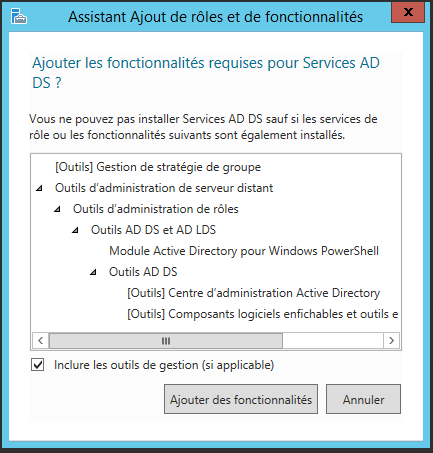 Assistant Ajout de rôles et de fonctionnalités
x
Ajouter les fonctionnalités requises pour Services AD
DS ?
Vous ne pouvez pas installer Services AD DS sauf si les services de
rôle ou les fonctionnalités suivants sont également installés.
[Outils] Gestion de stratégie de groupe
Outils d'administration de serveur distant
Outils d'administration de rôles
Outils AD DS et AD LDS
Module Active Directory pour Windows PowerShell
Outils AD DS
[Outils] Centre d'administration Active Directory
[Outils] Composants logiciels enfichables et outils e
Inclure les outils de gestion (si applicable)
Ajouter des fonctionnalités
Annuler